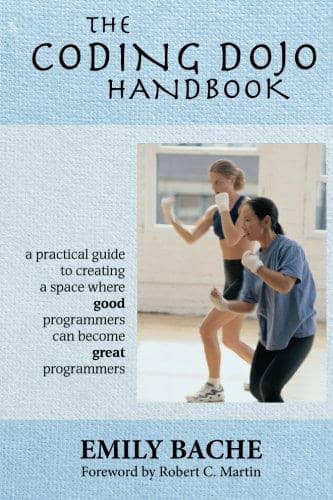 THE
CODING DOJO
HANDBOOK
a practical guide
to creating
a space where
good
programmers
can become
great
programmers
EMILY BACHE
Foreword by Robert C. Martin